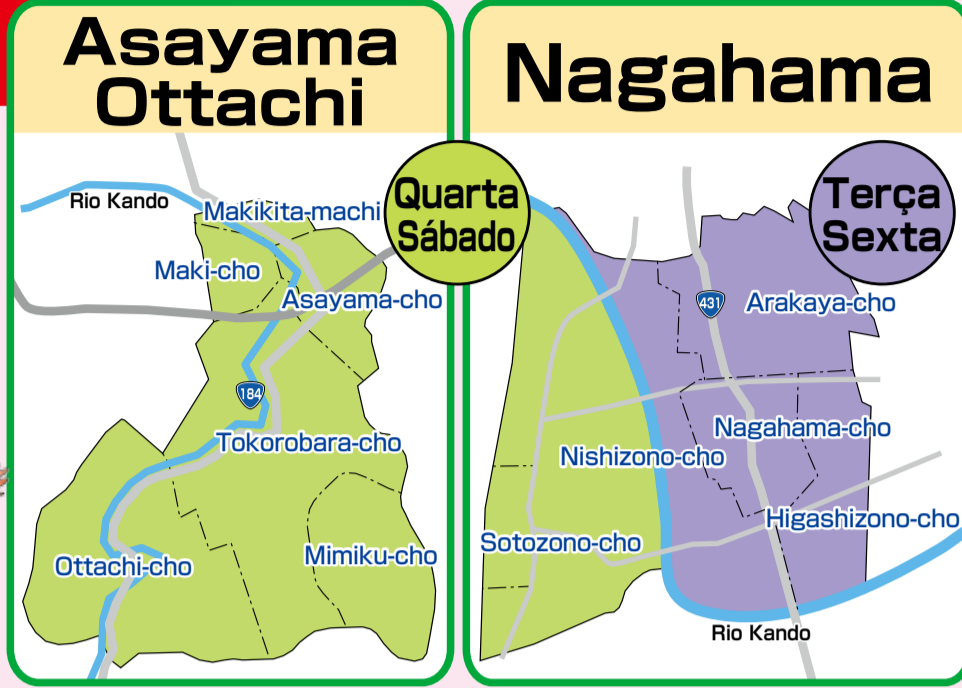 Asayama
Ottachi
Quarta
Sábado
Rio Kando
Makikita-machi
Maki-cho
Asayama-cho
184
Tokorobara-cho
Mimiku-cho
Ottachi-cho
Nagahama
Terça
Sexta
431
Arakaya-cho
Nagahama-cho
Nishizono-cho
Higashizono-cho
Sotozono-cho
Rio Kando